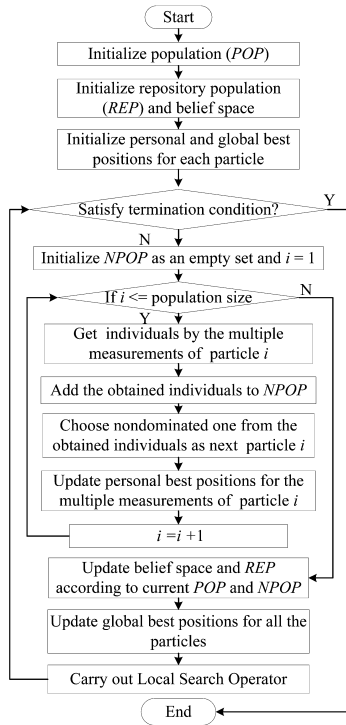 Start
Initialize population (POP)
Initialize repository population
(REP) and belief space
Initialize personal and global best
positions for each particle
Satisfy termination condition?
Y
N
Initialize NPOP as an empty set and i = 1
If i <= population size
N
Y
Get individuals by the multiple
measurements of particle i
Add the obtained individuals to NPOP
Choose nondominated one from the
obtained individuals as next particle i
Update personal best positions for the
multiple measurements of particle i
i =i +1
Update belief space and REP
according to current POP and NPOP
Update global best positions for all the
particles
Carry out Local Search Operator
End